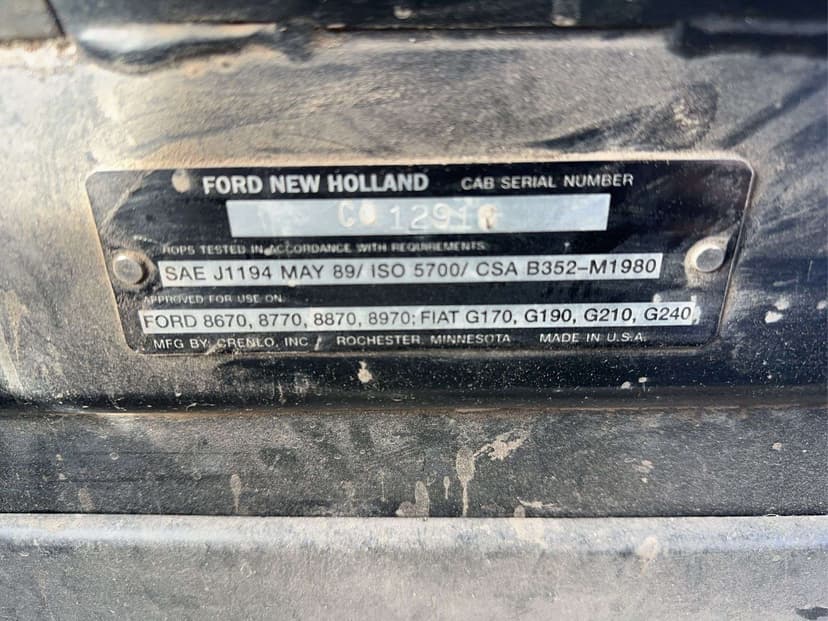 FORD NEW HOLLAND CAB SERIAL NUMBER
ROPS TESTED IN ACCORDANCE WITH REQUIREMENTS
SAE J1194 MAY 89/ ISO 5700/ CSA B352-M1980
APPROVED FOR USE ON
FORD 8670, 8770, 8870, 8970; FIAT G170, G190, G210, G240,
MFG BY CRENLO, INC / ROCHESTER, MINNESOTA MADE IN U.S.A.